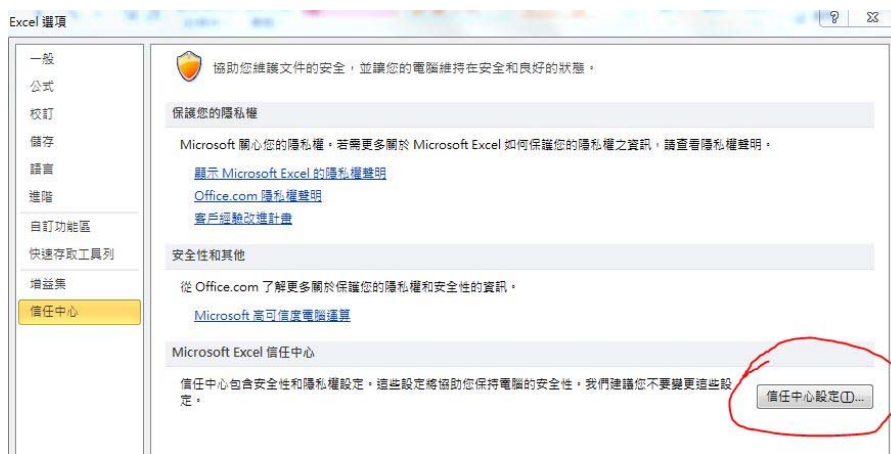 Excel 選項
一般
公式
校訂
儲存
語言
進階
自訂功能區
快速存取工具列
增益集
信任中心
協助您維護文件的安全，並讓您的電腦維持在安全和良好的狀態。
保護您的隱私權
Microsoft 關心您的隱私權。若需更多關於 Microsoft Excel 如何保護您的隱私權之資訊，請查看隱私權聲明。
顯示 Microsoft Excel 的隱私權聲明
Office.com 隱私權聲明
客戶經驗改進計畫
安全性和其他
從 Office.com 了解更多關於保護您的隱私權和安全性的資訊。
Microsoft 高可信度電腦運算
Microsoft Excel 信任中心
信任中心包含安全性和隱私權設定。這些設定將協助您保持電腦的安全性。我們建議您不要變更這些設
定。
信任中心設定(T)...